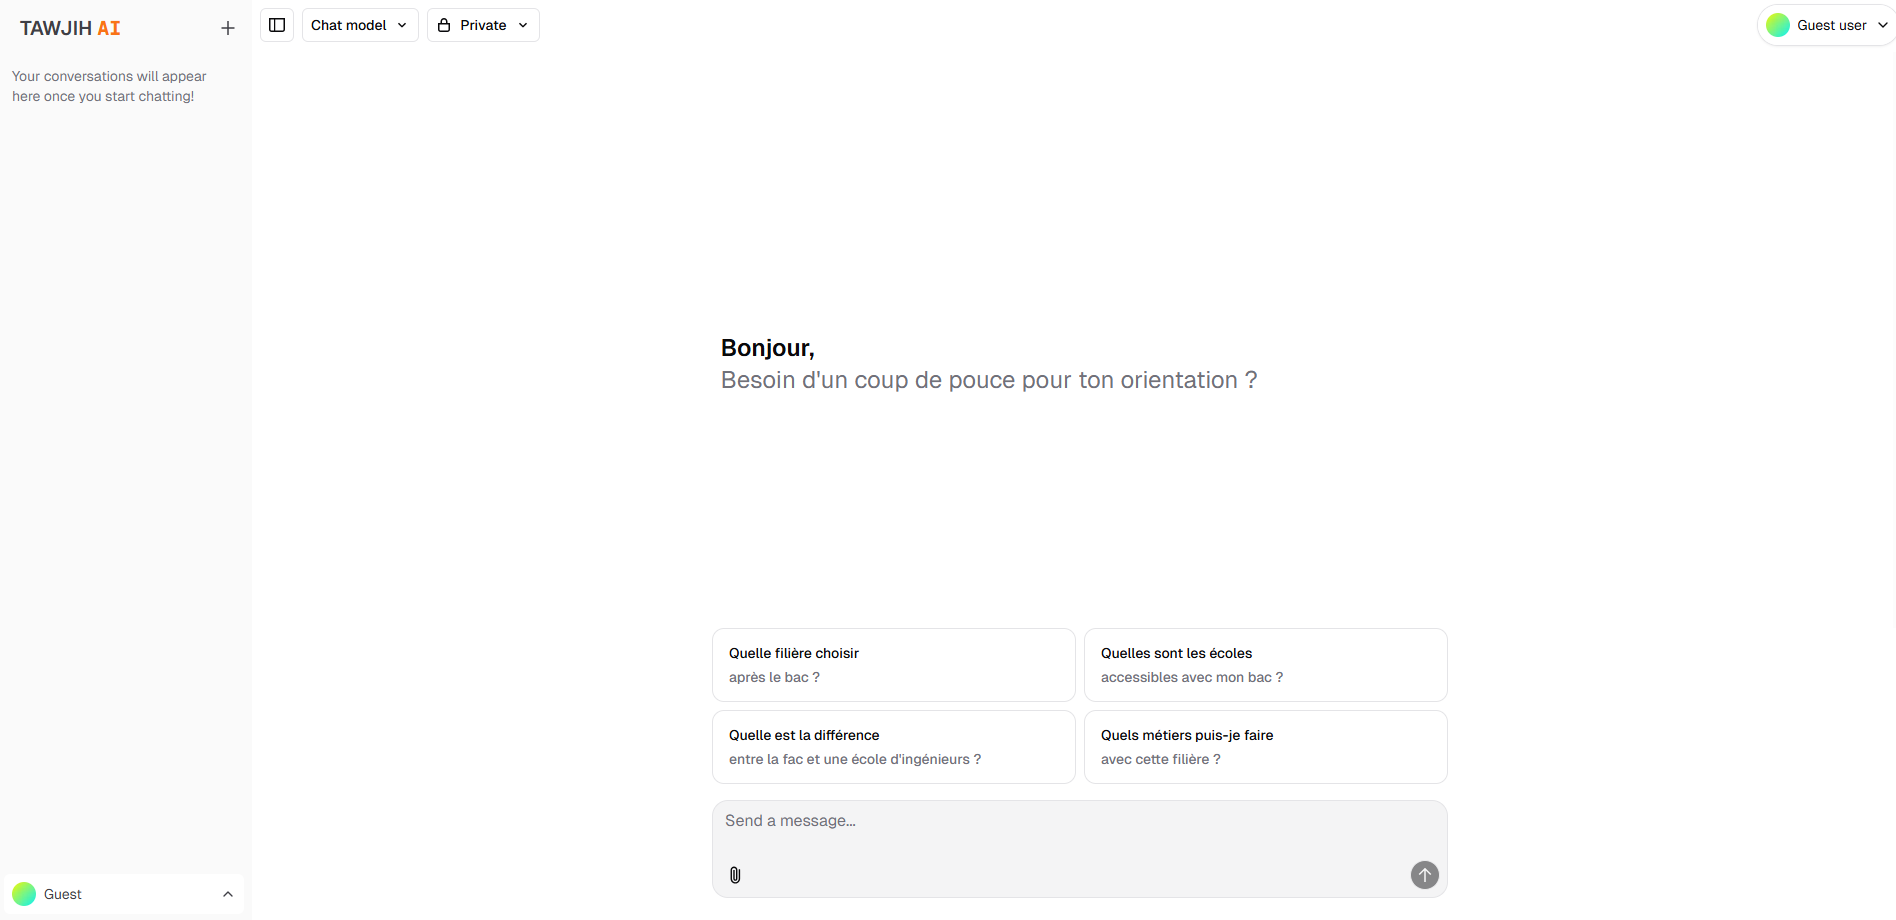 TAWJIH AI
Your conversations will appear
here once you start chatting!
Chat model
Private
Guest user
Bonjour,
Besoin d'un coup de pouce pour ton orientation ?
Quelle filière choisir
après le bac ?
Quelles sont les écoles
accessibles avec mon bac ?
Quelle est la différence
entre la fac et une école d'ingénieurs ?
Quels métiers puis-je faire
avec cette filière ?
Send a message...
Guest